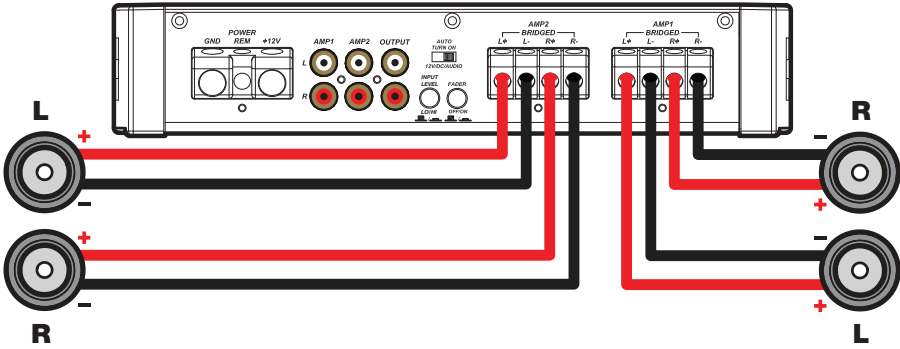 POWER
GND REM +12V
AMP1 AMP2 OUTPUT
L
R
AUTO
TURN ON
12V/DC/AUDIO
INPUT
LEVEL
FADER
LO/HI
OFF/ON
AMP2
BRIDGED
L+ L- R+ R-
AMP1
BRIDGED
L+ L- R+ R-
L
+
−
+
−
R
R
−
+
−
+
L